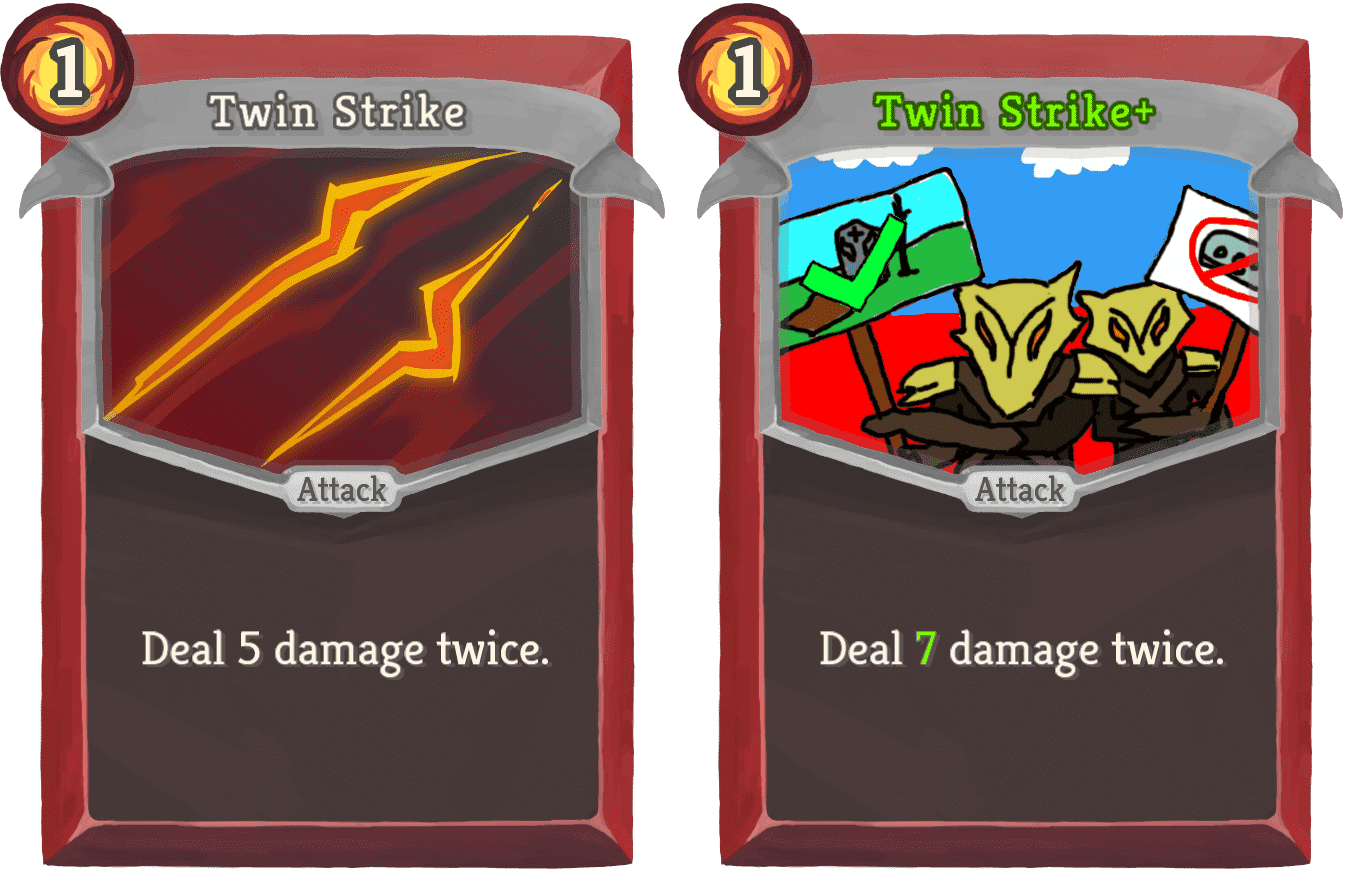 1
Twin Strike
Attack
Deal 5 damage twice.
1
Twin Strike+
Attack
Deal 7 damage twice.